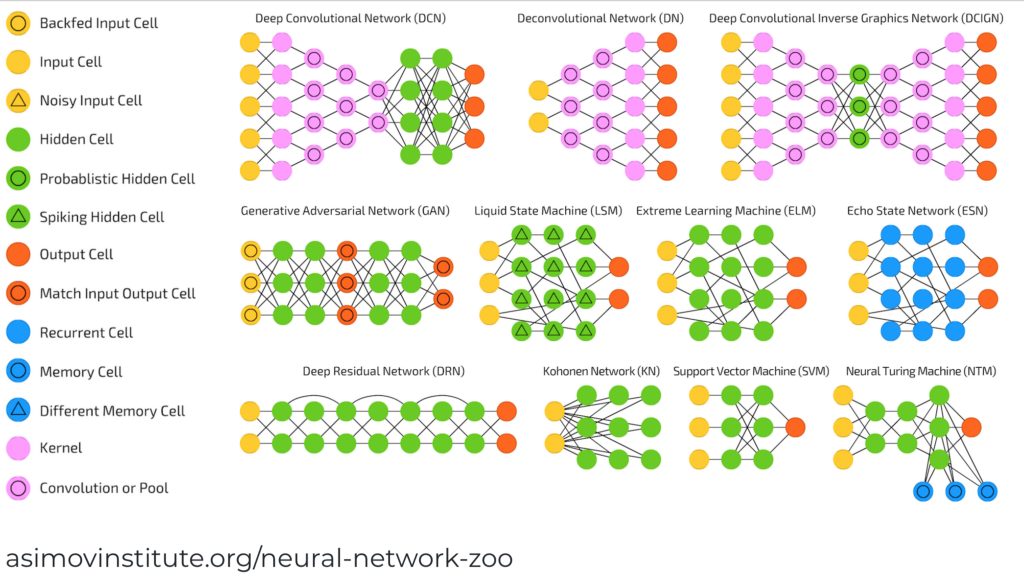 Backfed Input Cell
Input Cell
Noisy Input Cell
Hidden Cell
Probablistic Hidden Cell
Spiking Hidden Cell
Output Cell
Match Input Output Cell
Recurrent Cell
Memory Cell
Different Memory Cell
Kernel
Convolution or Pool
Deep Convolutional Network (DCN)
Deconvolutional Network (DN)
Deep Convolutional Inverse Graphics Network (DCIGN)
Generative Adversarial Network (GAN)
Liquid State Machine (LSM)
Extreme Learning Machine (ELM)
Echo State Network (ESN)
Deep Residual Network (DRN)
Kohonen Network (KN)
Support Vector Machine (SVM)
Neural Turing Machine (NTM)
asimovinstitute.org/neural-network-zoo